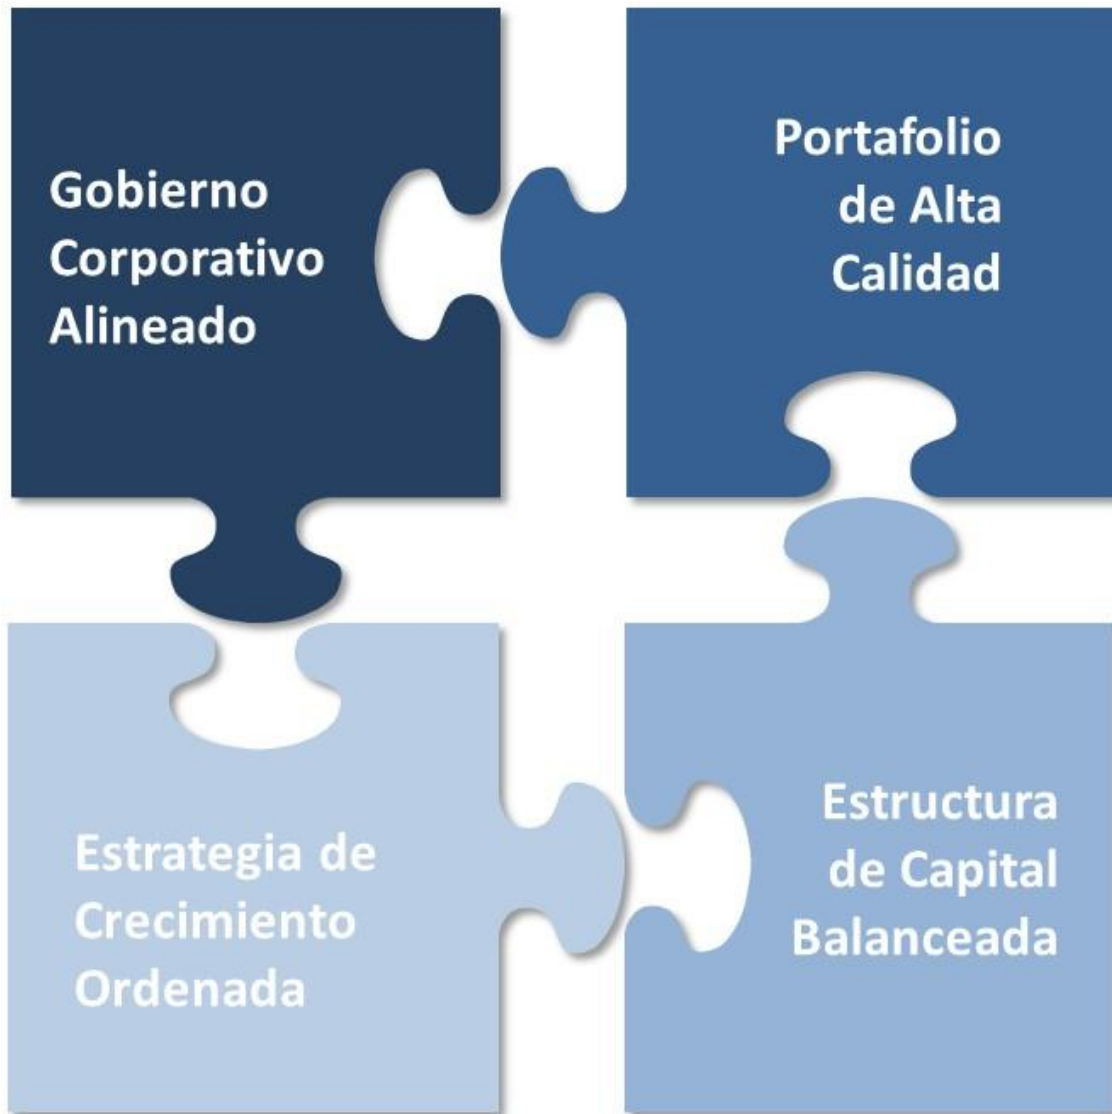 Gobierno
Corporativo
Alineado
Portafolio
de Alta
Calidad
Estrategia de
Crecimiento
Ordenada
Estructura
de Capital
Balanceada